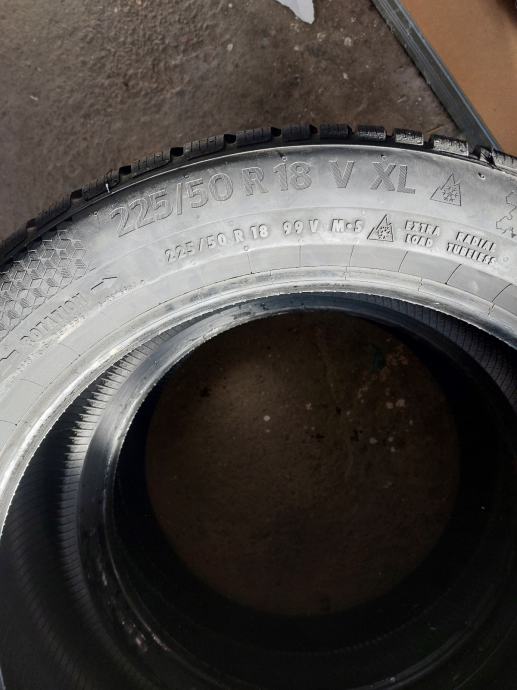 225/50 R 18 V XL
225/50 R 18 99 V M·S EXTRA LOAD RADIAL TUBELESS
ROTATION